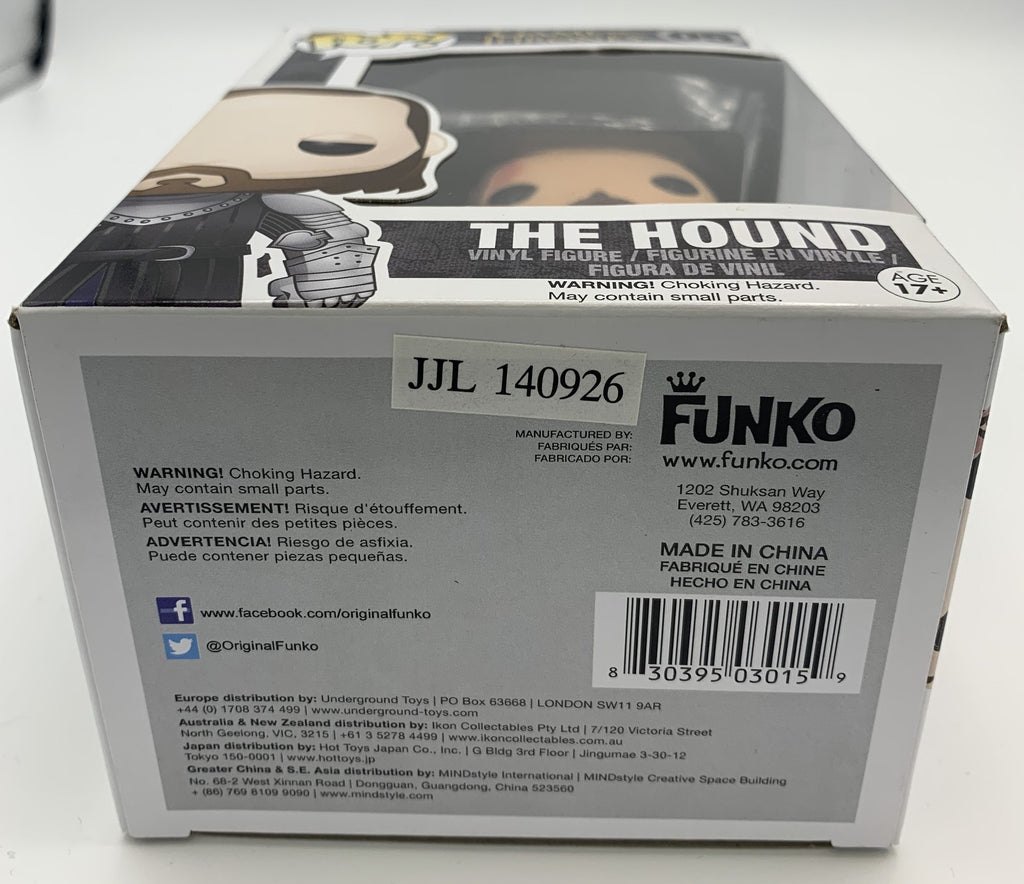 POP!
THE HOUND
VINYL FIGURE / FIGURINE EN VINYLE /
FIGURA DE VINIL
WARNING! Choking Hazard.
May contain small parts.
AGE
17+
JJL 140926
FUNKO
www.funko.com
MANUFACTURED BY:
FABRIQUÉS PAR:
FABRICADO POR:
1202 Shuksan Way
Everett, WA 98203
(425) 783-3616
MADE IN CHINA
FABRIQUÉ EN CHINE
HECHO EN CHINA
WARNING! Choking Hazard.
May contain small parts.
AVERTISSEMENT! Risque d'étouffement.
Peut contenir des petites pièces.
ADVERTENCIA! Riesgo de asfixia.
Puede contener piezas pequeñas.
f www.facebook.com/originalfunko
@OriginalFunko
8 30395 03015 9
Europe distribution by: Underground Toys | PO Box 63668 | LONDON SW11 9AR
+44 (0) 1708 374 499 | www.underground-toys.com
Australia & New Zealand distribution by: Ikon Collectables Pty Ltd | 7/120 Victoria Street
North Geelong, VIC, 3215 | +61 3 5278 4499 | www.ikoncollectables.com.au
Japan distribution by: Hot Toys Japan Co., Inc. | G Bldg 3rd Floor | Jingumae 3-30-12
Tokyo 150-0001 | www.hottoys.jp
Greater China & S.E. Asia distribution by: MINDstyle International | MINDstyle Creative Space Building
No. 68-2 West Xinnan Road | Dongguan, Guangdong, China 523560
+ (86) 769 8109 9090 | www.mindstyle.com